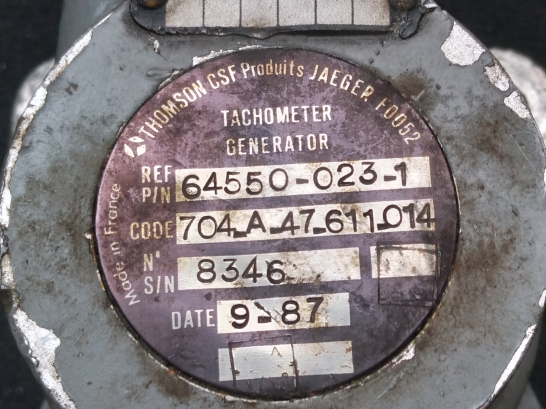 THOMSON CSF Produits JAEGER F0052
TACHOMETER
GENERATOR
REF
P/N 64550-023-1
CODE 704-A-47-611-014
N°
S/N 8346
DATE 9-87
Made in France